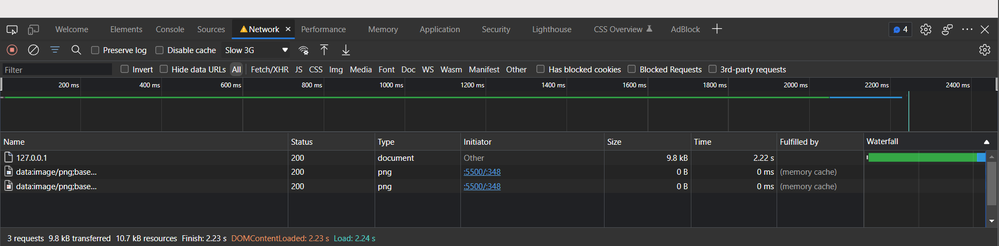 Welcome Elements Console Sources Network × Performance Memory Application Security Lighthouse CSS Overview AdBlock 4
Preserve log Disable cache Slow 3G
Filter Invert Hide data URLs All Fetch/XHR JS CSS Img Media Font Doc WS Wasm Manifest Other Has blocked cookies Blocked Requests 3rd-party requests
200 ms 400 ms 600 ms 800 ms 1000 ms 1200 ms 1400 ms 1600 ms 1800 ms 2000 ms 2200 ms 2400 ms
Name Status Type Initiator Size Time Fulfilled by Waterfall
127.0.0.1 200 document Other 9.8 kB 2.22 s
data:image/png;base... 200 png :5500/:348 0 B 0 ms (memory cache)
data:image/png;base... 200 png :5500/:348 0 B 0 ms (memory cache)
3 requests 9.8 kB transferred 10.7 kB resources Finish: 2.23 s DOMContentLoaded: 2.23 s Load: 2.24 s